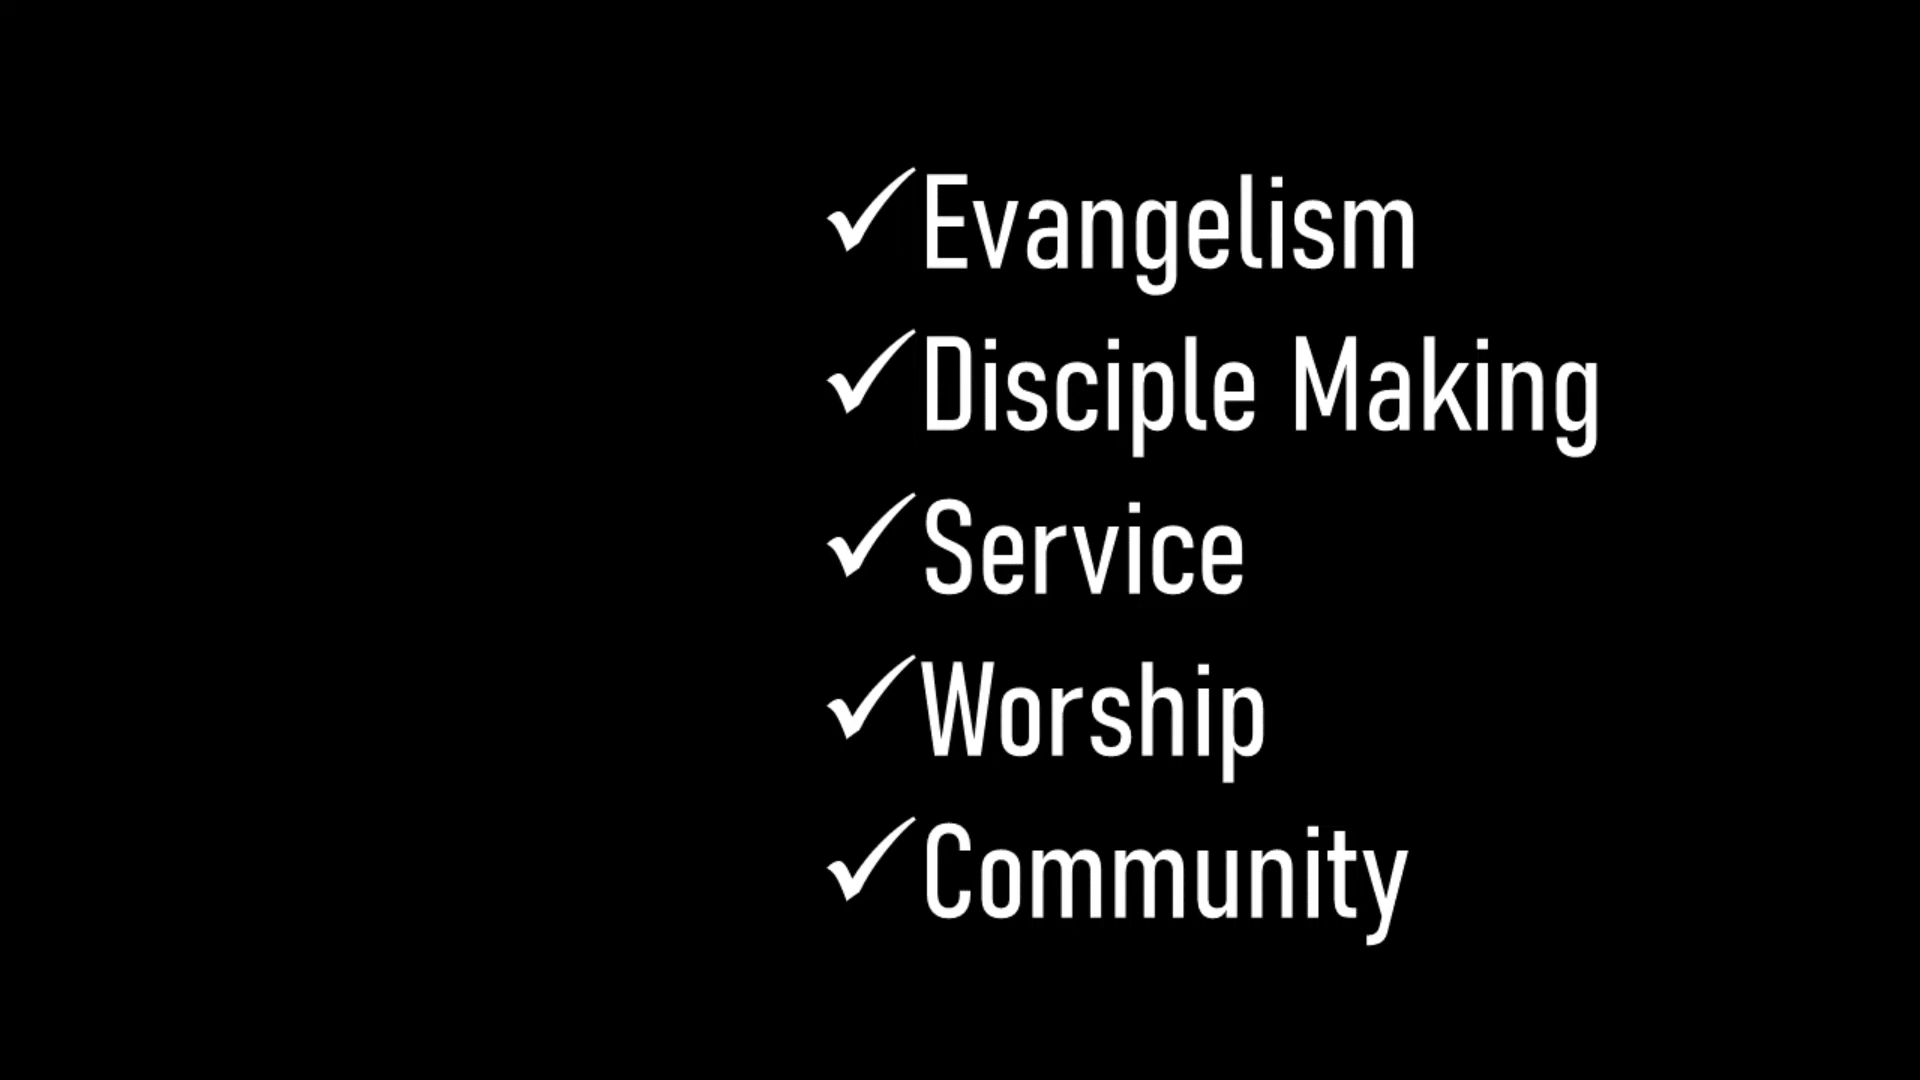 ✓Evangelism
✓Disciple Making
✓Service
✓Worship
✓Community